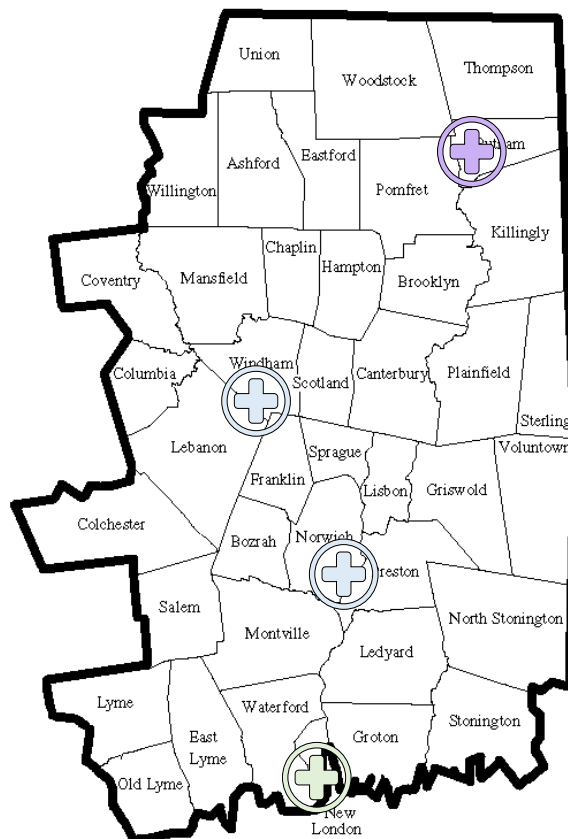 Union
Woodstock
Thompson
Ashford
Eastford
Willington
Pomfret
Killingly
Chaplin
Hampton
Coventry
Mansfield
Brooklyn
Windham
Columbia
Scotland
Canterbury
Plainfield
Sterling
Lebanon
Sprague
Voluntown
Franklin
Lisbon
Griswold
Colchester
Bozrah
Norwich
Salem
North Stonington
Montville
Ledyard
Lyme
Waterford
East
Lyme
Groton
Stonington
Old Lyme
New
London